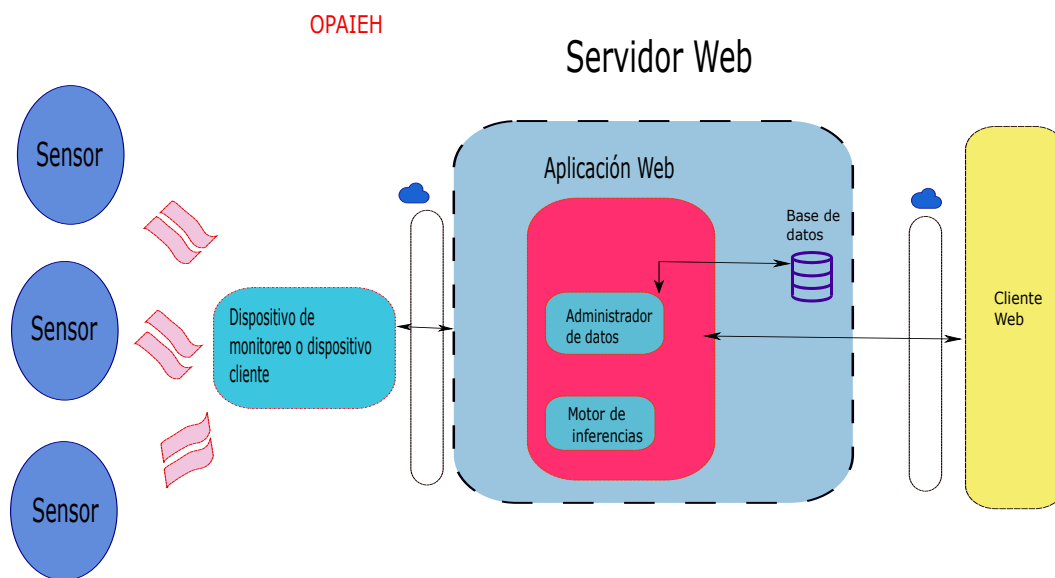 OPAIEH
Servidor Web
Sensor
Sensor
Sensor
Dispositivo de
monitoreo o dispositivo
cliente
Aplicación Web
Administrador
de datos
Motor de
inferencias
Base de
datos
Cliente
Web